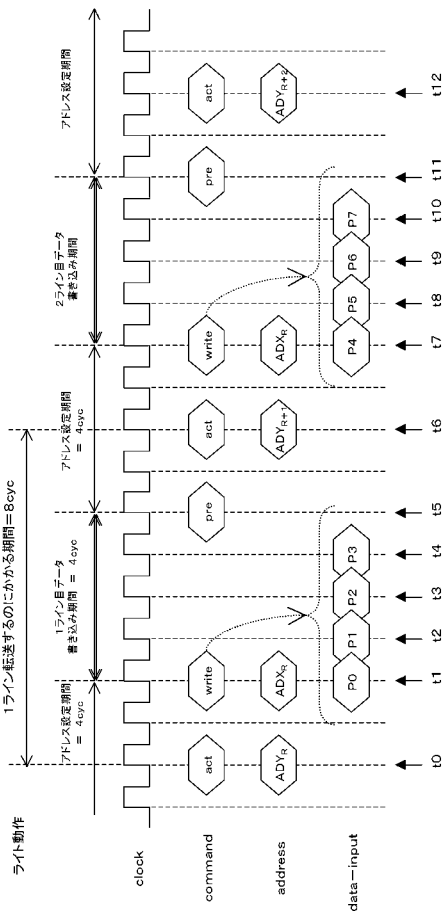 ライト動作
1ライン転送するのにかかる期間=8cyc
アドレス設定期間
= 4cyc
1ライン目データ
書き込み期間 = 4cyc
アドレス設定期間
= 4cyc
2ライン目データ
書き込み期間
アドレス設定期間
clock
command
act
write
pre
act
write
pre
act
address
ADYR
ADXR
ADYR+1
ADXR
ADYR+2
data-input
P0
P1
P2
P3
P4
P5
P6
P7
t0
t1
t2
t3
t4
t5
t6
t7
t8
t9
t10
t11
t12